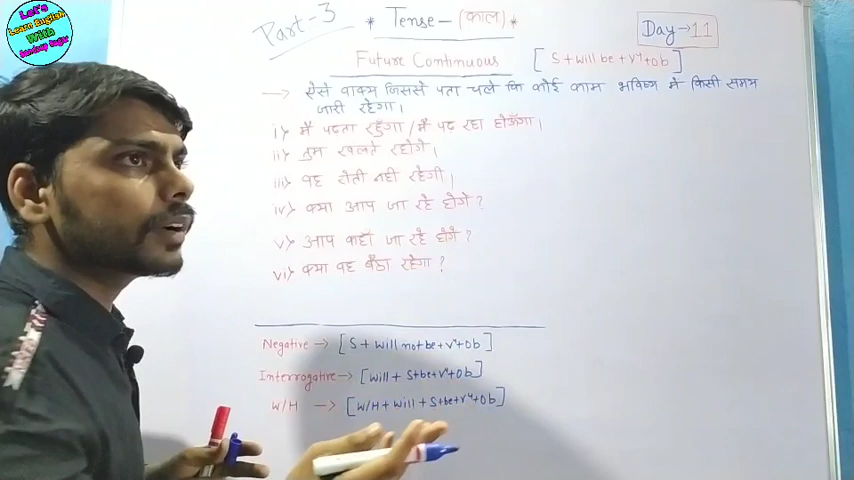 Let's
Learn English
With
Sandeep Sagar
Part-3
* Tense-(काल)*
Day→11
Future Continuous [S+will be+v⁴+ob]
→ ऐसे वाक्य जिससे पता चले कि कोई काम भविष्य में किसी समय
जारी रहेगा।
i> मैं पढता रहूँगा/मैं पढ रहा होऊँगा।
ii> तुम खेलते रहोगे।
iii> वह रोती नहीं रहेगी।
iv> क्या आप जा रहे होगे?
v> आप कहाँ जा रहे होगे?
vi> क्या वह बैठा रहेगा?
Negative → [S+will not be+v⁴+ob]
Interrogative → [will + S+be+v⁴+ob]
W/H → [W/H+will+S+be+v⁴+ob]